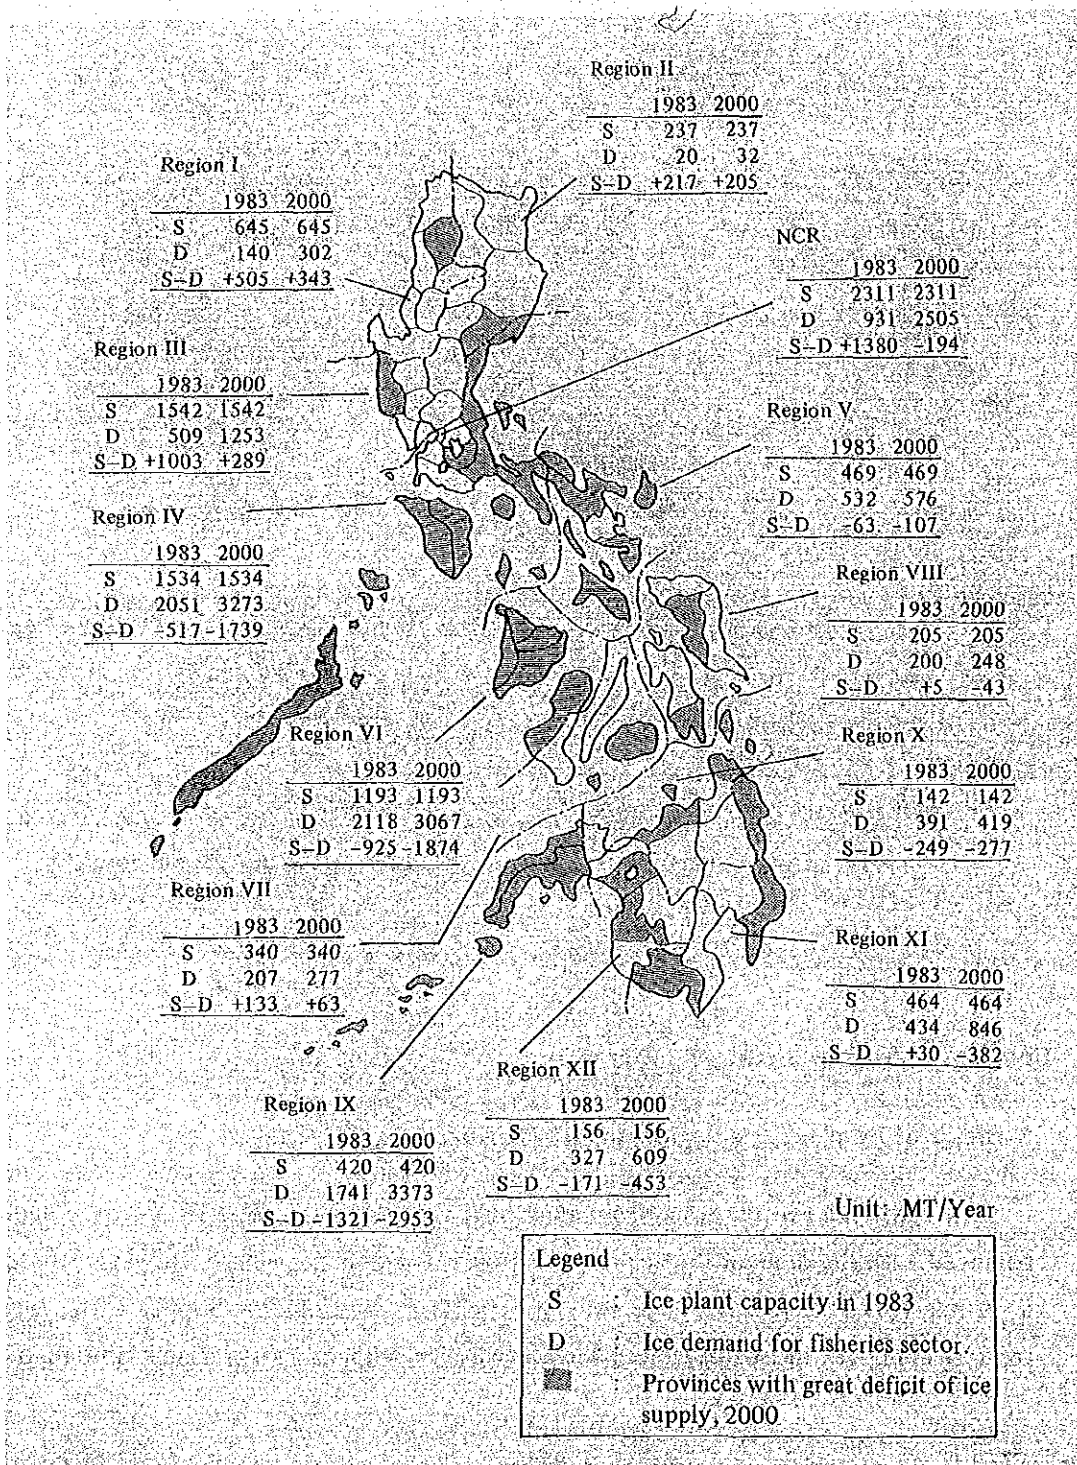 Region II
1983 2000
S 237 237
D 20 32
S-D +217 +205
Region I
1983 2000
S 645 645
D 140 302
S-D +505 +343
NCR
1983 2000
S 2311 2311
D 931 2505
S-D +1380 -194
Region III
1983 2000
S 1542 1542
D 509 1253
S-D +1003 +289
Region V
1983 2000
S 469 469
D 532 576
S-D -63 -107
Region IV
1983 2000
S 1534 1534
D 2051 3273
S-D -517 -1739
Region VIII
1983 2000
S 205 205
D 200 248
S-D +5 -43
Region VI
1983 2000
S 1193 1193
D 2118 3067
S-D -925 -1874
Region X
1983 2000
S 142 142
D 391 419
S-D -249 -277
Region VII
1983 2000
S 340 340
D 207 277
S-D +133 +63
Region XI
1983 2000
S 464 464
D 434 846
S-D +30 -382
Region IX
1983 2000
S 420 420
D 1741 3373
S-D -1321 -2953
Region XII
1983 2000
S 156 156
D 327 609
S-D -171 -453
Unit: MT/Year
Legend
S : Ice plant capacity in 1983
D : Ice demand for fisheries sector.
: Provinces with great deficit of ice
supply, 2000